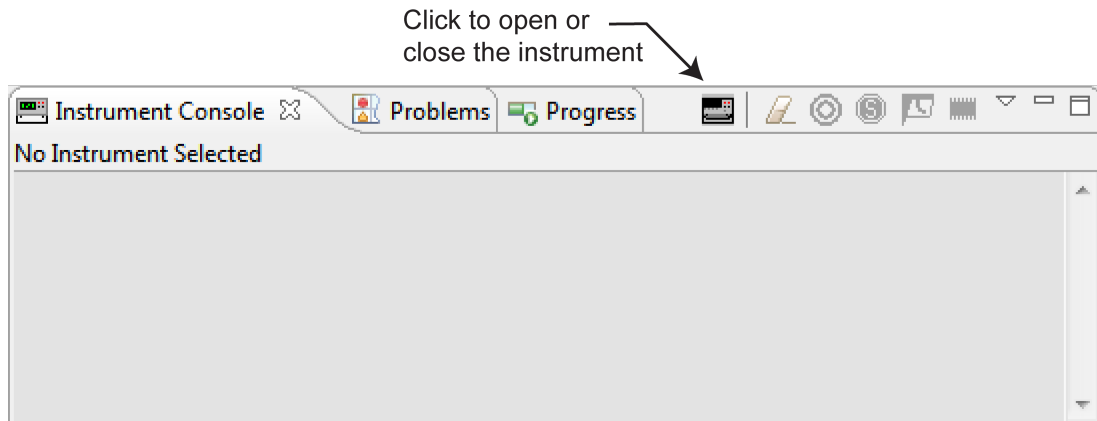 Click to open or
close the instrument
Instrument Console
Problems
Progress
No Instrument Selected